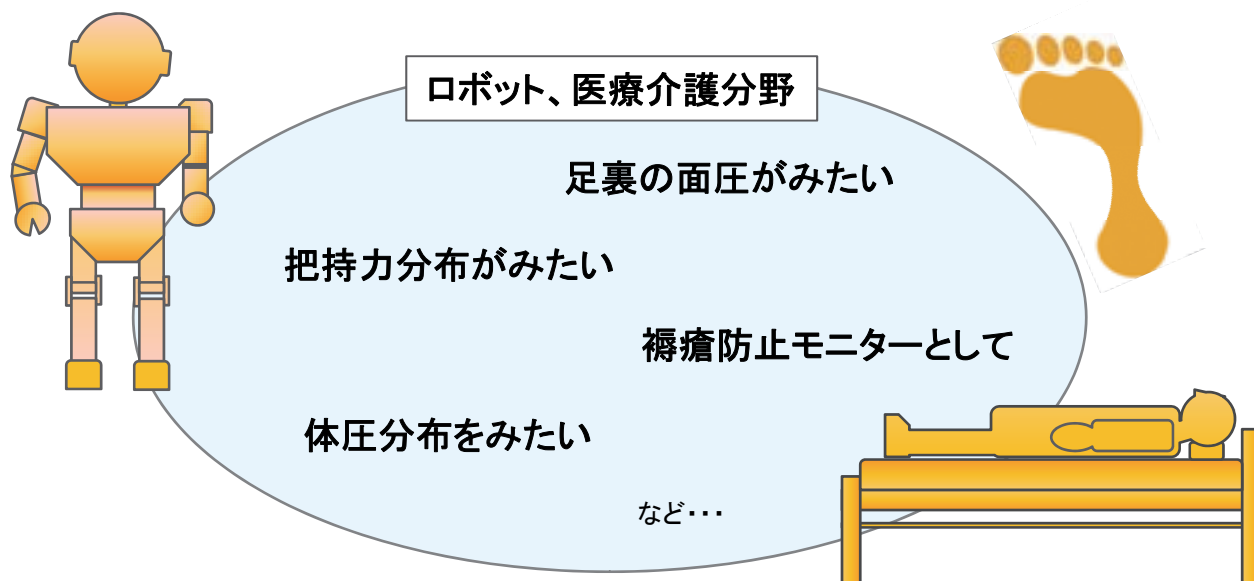 ロボット、医療介護分野
足裏の面圧がみたい
把持力分布がみたい
褥瘡防止モニターとして
体圧分布をみたい
など･･･